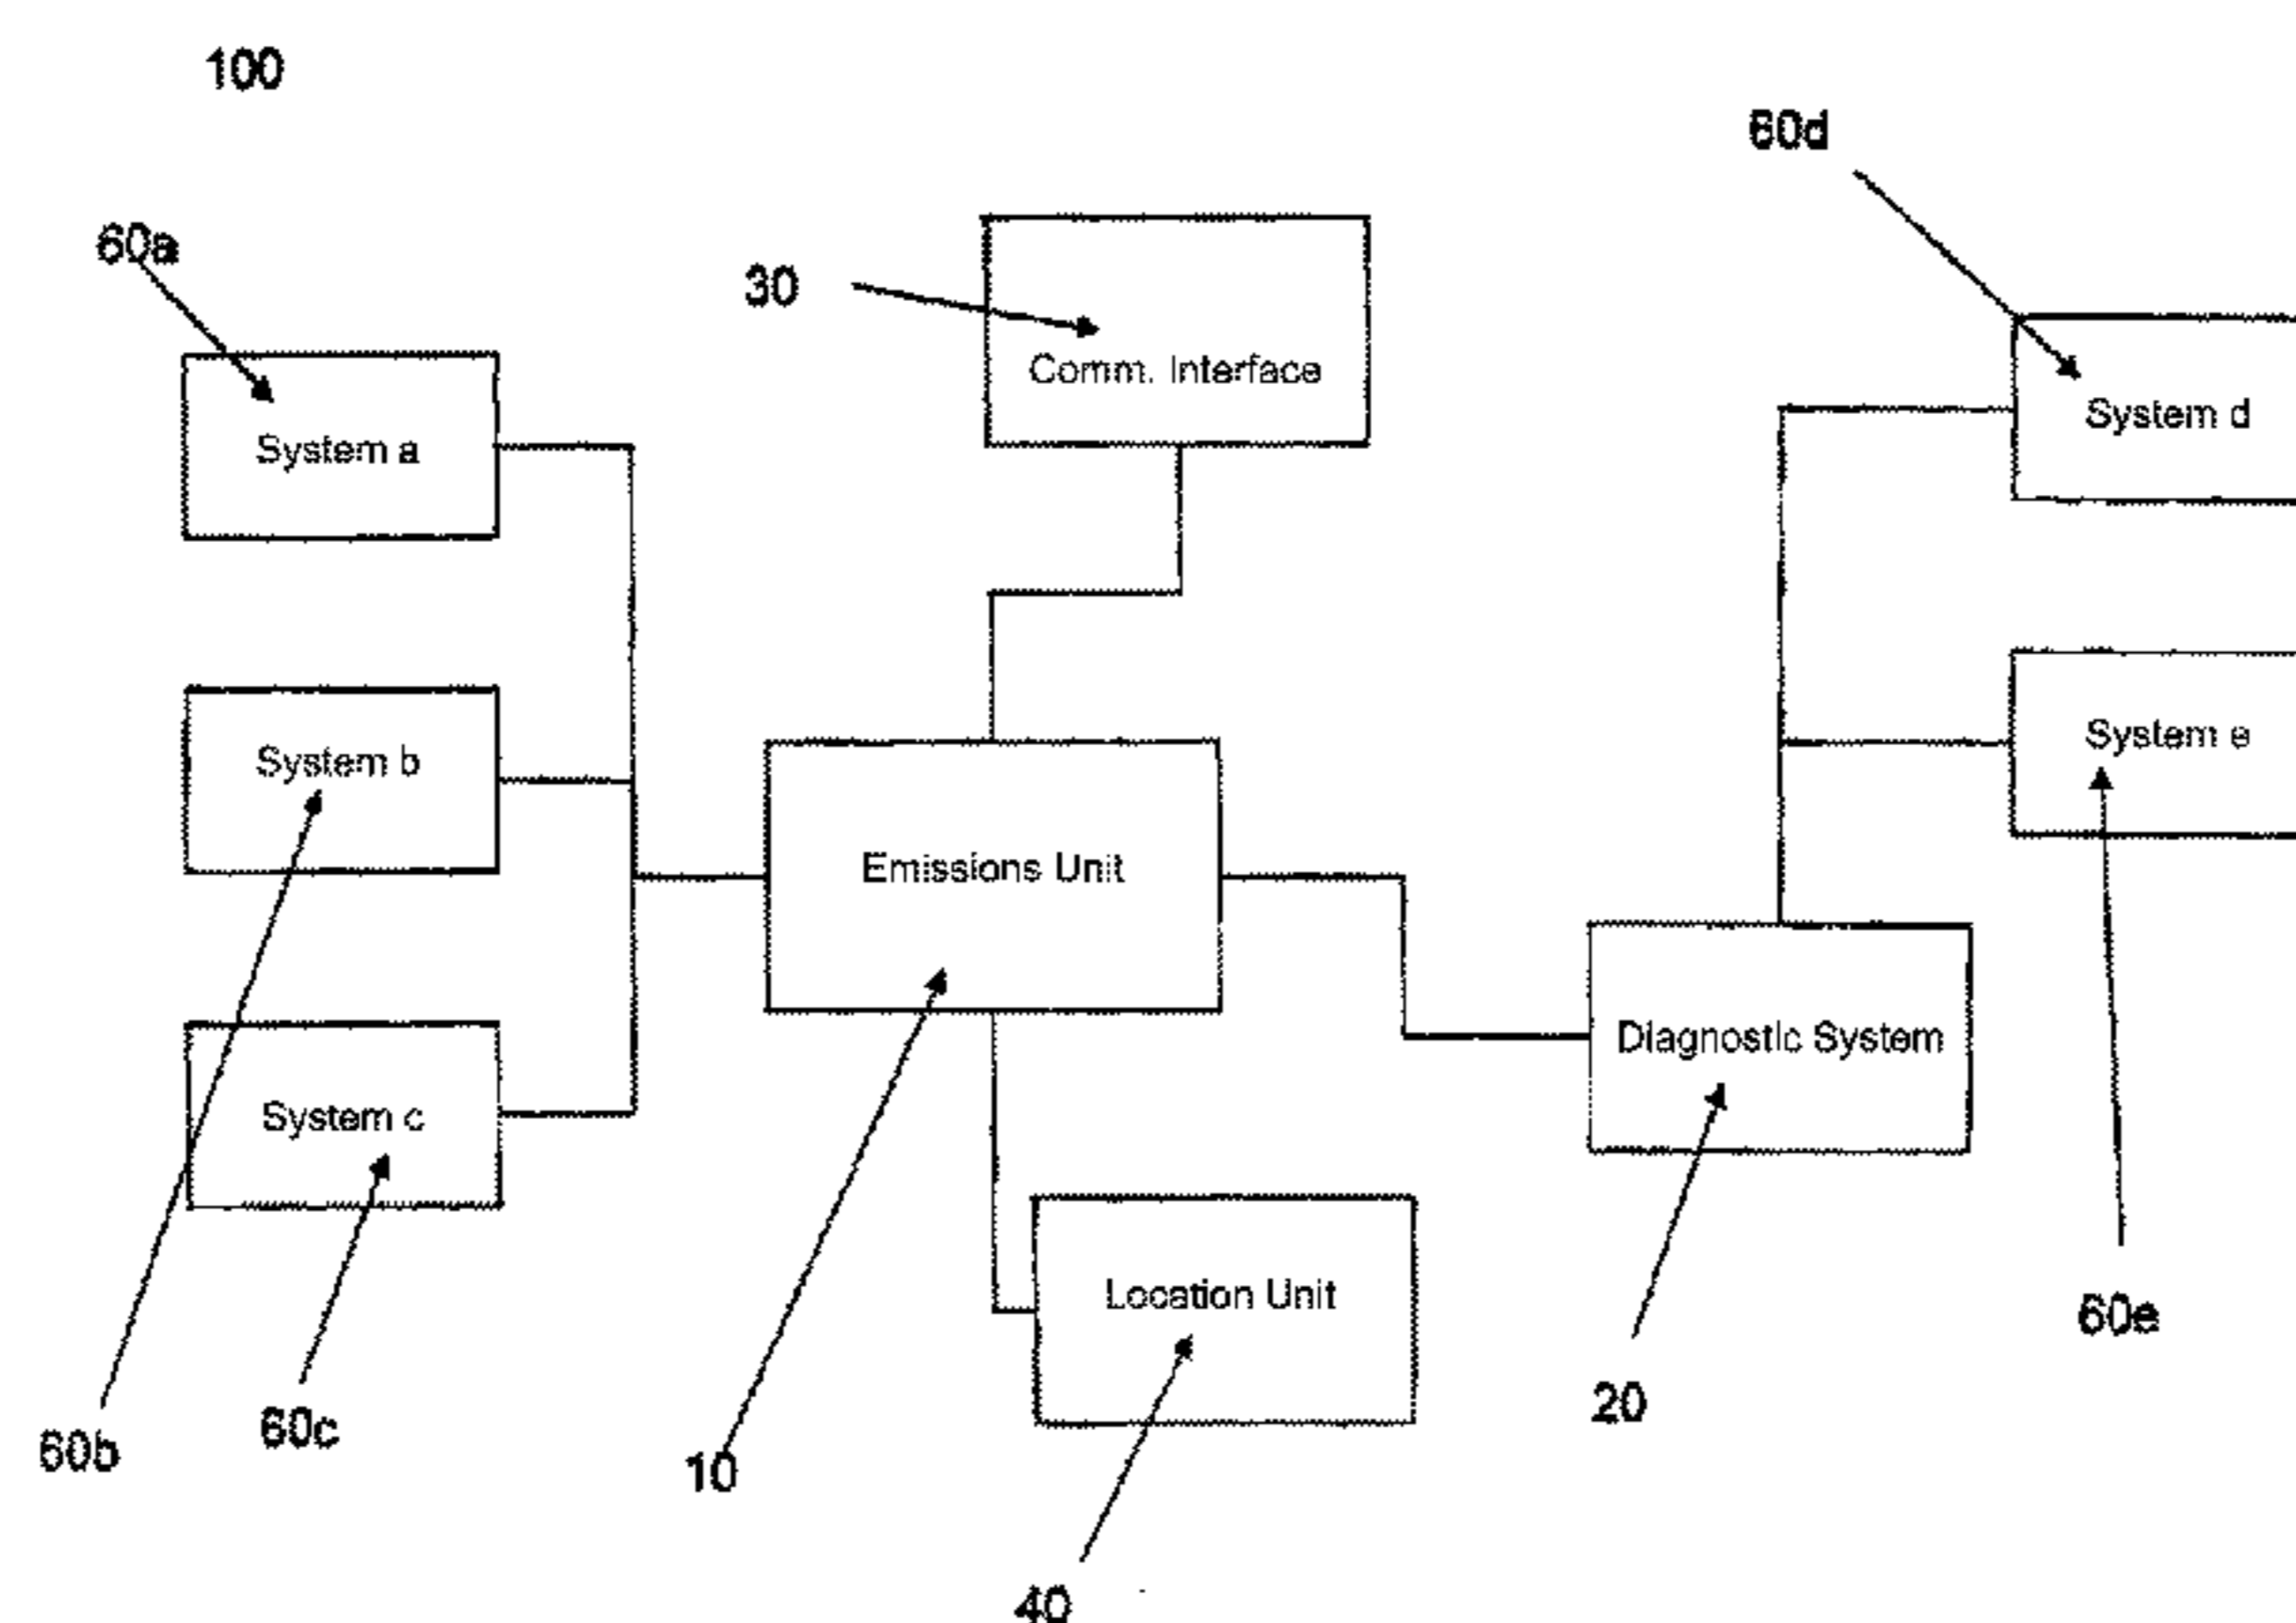 100
60d
60a
30
Comm. Interface
System d
System a
System b
System e
Emissions Unit
Diagnostic System
System c
Location Unit
60e
20
60c
60b
10
40